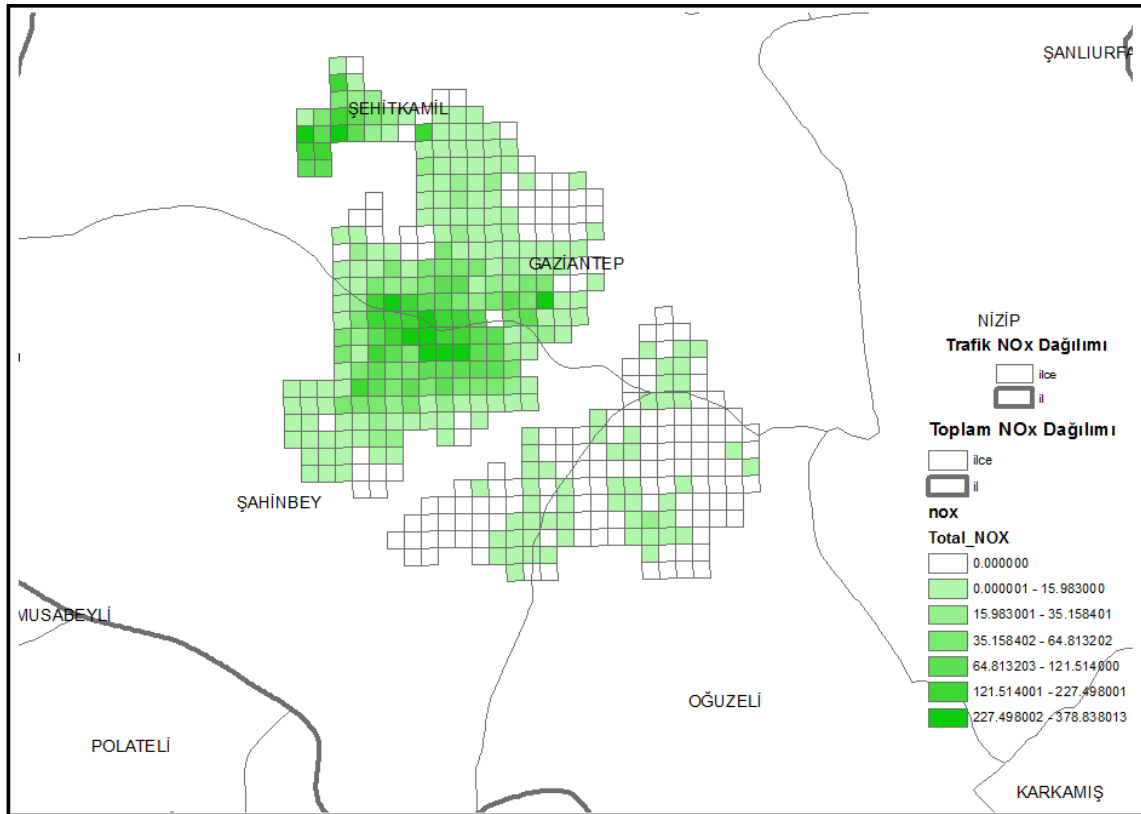 ŞANLIURFA
ŞEHİTKAMİL
GAZİANTEP
NİZİP
Trafik NOx Dağılımı
ilce
il
Toplam NOx Dağılımı
ilce
il
nox
Total_NOX
0.000000
0.000001 - 15.983000
15.983001 - 35.158401
35.158402 - 64.813202
64.813203 - 121.514000
121.514001 - 227.498001
227.498002 - 378.838013
ŞAHİNBEY
MUSABEYLİ
OĞUZELİ
POLATELİ
KARKAMIŞ